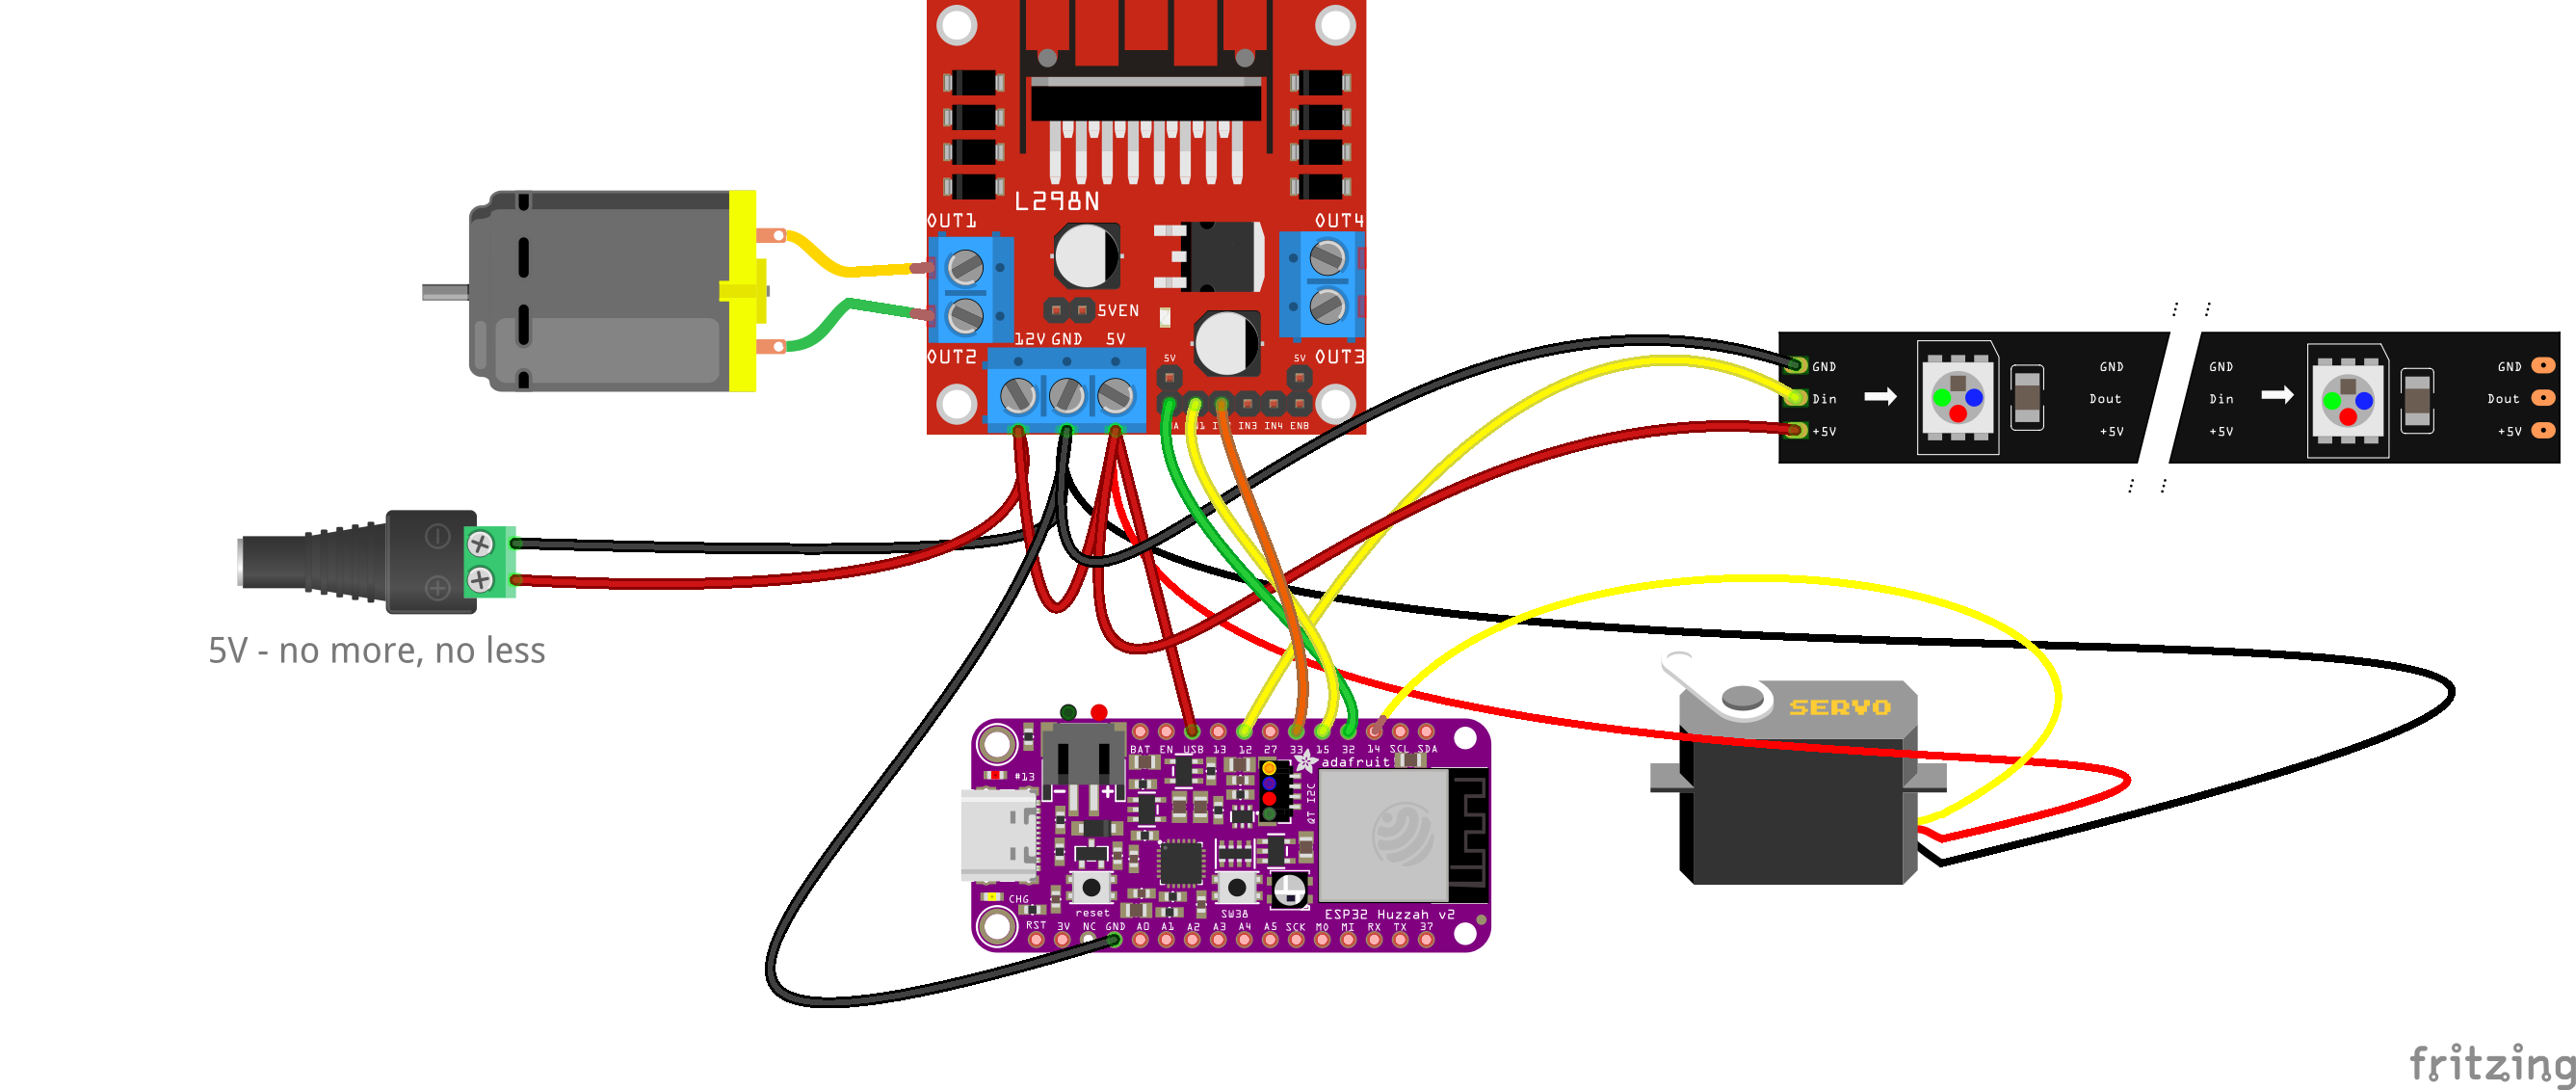 L298N
OUT1
OUT4
5VEN
12V GND 5V
OUT2
5V
5V
OUT3
IN3 IN4 ENB
GND
Din
+5V
GND
Dout
+5V
GND
Din
+5V
GND
Dout
+5V
5V - no more, no less
SERVO
BAT EN USB 13 12 27 33 15 32 14 SCL SDA
adafruit
#13
- +
QT I2C
CHG
reset
SW38
ESP32 Huzzah v2
RST 3V NC GND A0 A1 A2 A3 A4 A5 SCK MO MI RX TX 37
fritzing